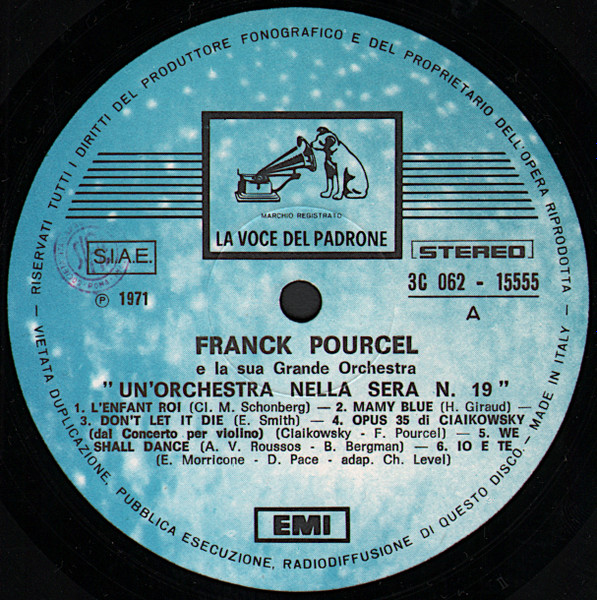 RISERVATI TUTTI I DIRITTI DEL PRODUTTORE FONOGRAFICO E DEL PROPRIETARIO DELL'OPERA RIPRODOTTA
MARCHIO REGISTRATO
LA VOCE DEL PADRONE
S.I.A.E.
℗ 1971
STEREO
3C 062 - 15555
A
FRANCK POURCEL
e la sua Grande Orchestra
"UN'ORCHESTRA NELLA SERA N. 19"
1. L'ENFANT ROI (Cl. M. Schonberg) — 2. MAMY BLUE (H. Giraud) —
3. DON'T LET IT DIE (E. Smith) — 4. OPUS 35 di CIAIKOWSKY
(dal Concerto per violino) (Ciaikowsky - F. Pourcel) — 5. WE
SHALL DANCE (A. V. Roussos - B. Bergman) — 6. IO E TE
(E. Morricone - D. Pace - adap. Ch. Level)
EMI
— VIETATA DUPLICAZIONE, PUBBLICA ESECUZIONE, RADIODIFFUSIONE DI QUESTO DISCO — MADE IN ITALY —